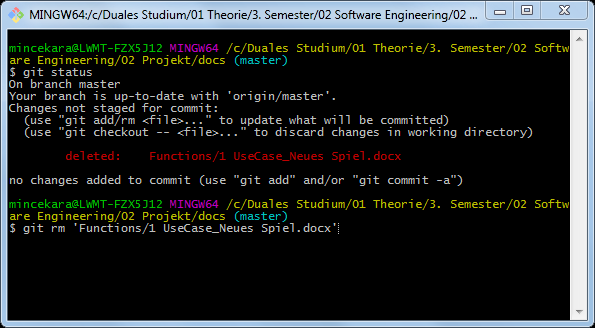 MINGW64:/c/Duales Studium/01 Theorie/3. Semester/02 Software Engineering/02 ...
mincekara@LWMT-FZX5J12 MINGW64 /c/Duales Studium/01 Theorie/3. Semester/02 Softw
are Engineering/02 Projekt/docs (master)
$ git status
On branch master
Your branch is up-to-date with 'origin/master'.
Changes not staged for commit:
  (use "git add/rm <file>..." to update what will be committed)
  (use "git checkout -- <file>..." to discard changes in working directory)
        deleted:    Functions/1 UseCase_Neues Spiel.docx
no changes added to commit (use "git add" and/or "git commit -a")
mincekara@LWMT-FZX5J12 MINGW64 /c/Duales Studium/01 Theorie/3. Semester/02 Softw
are Engineering/02 Projekt/docs (master)
$ git rm 'Functions/1 UseCase_Neues Spiel.docx'